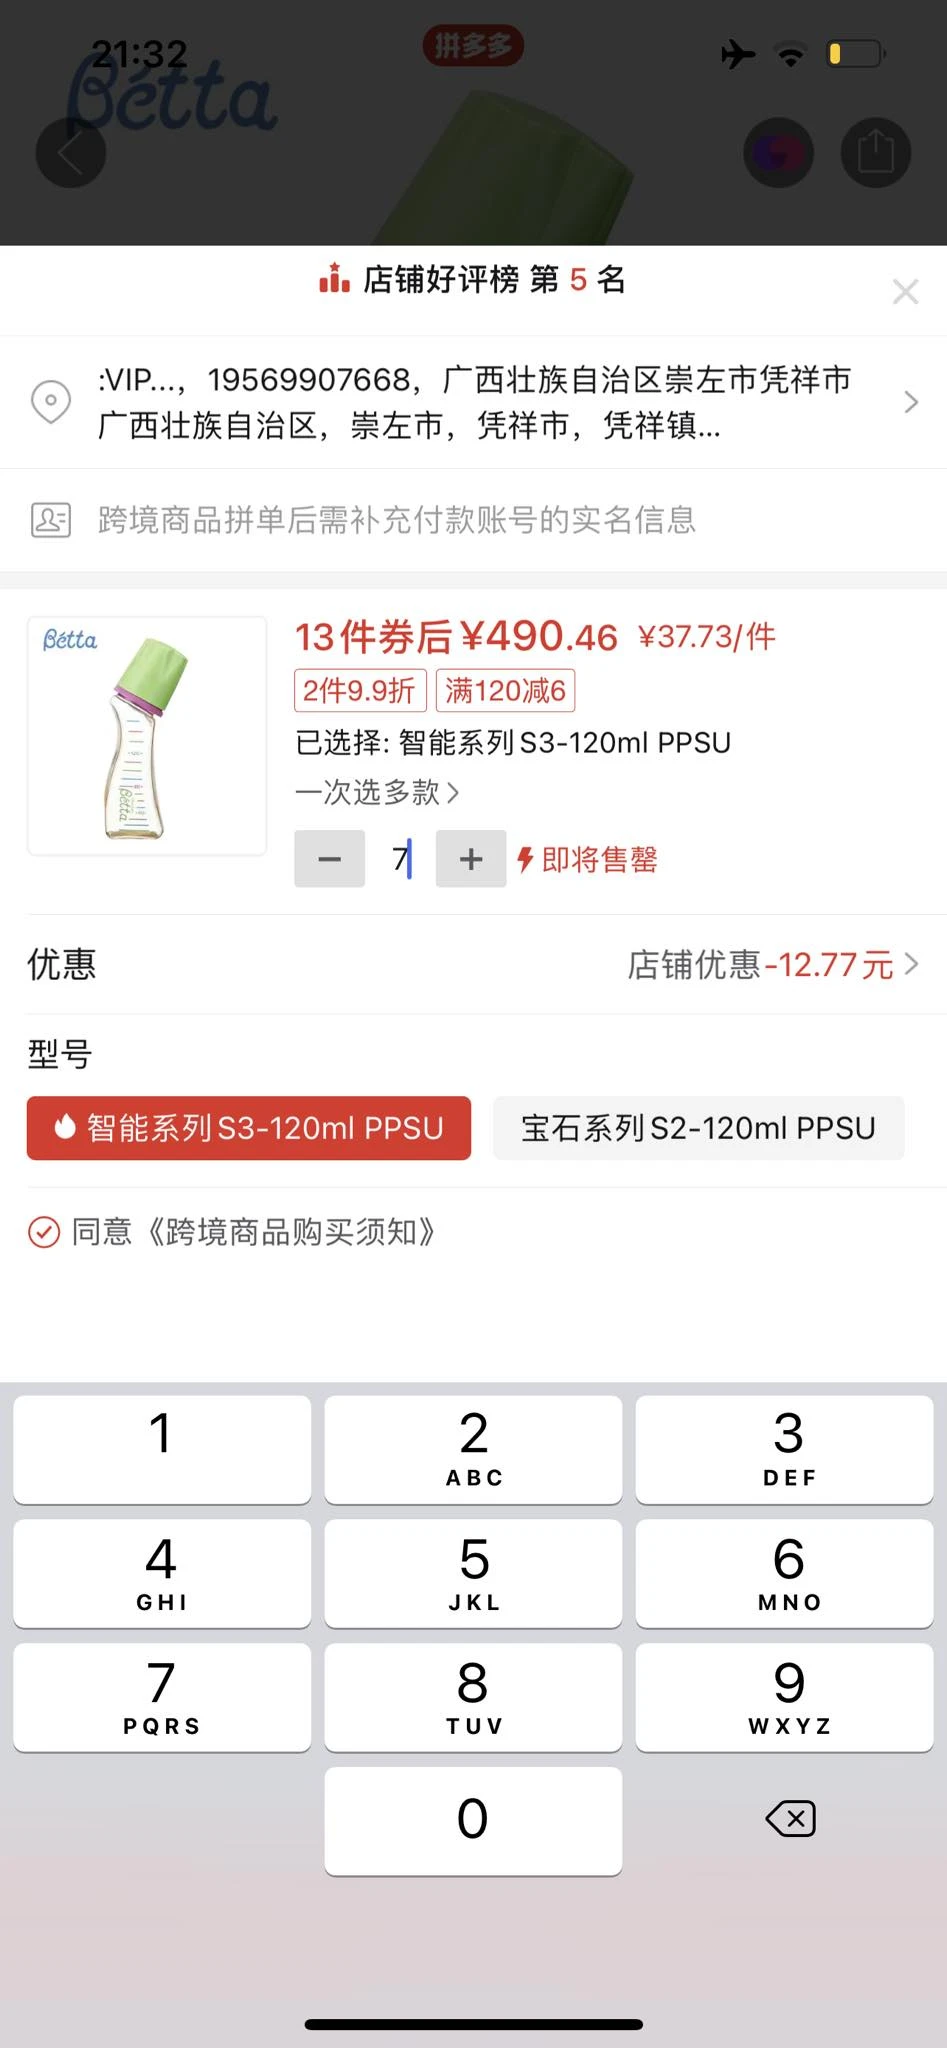 21:32
拼多多
Bétta
店铺好评榜 第 5 名
:VIP...，19569907668，广西壮族自治区崇左市凭祥市
广西壮族自治区，崇左市，凭祥市，凭祥镇...
跨境商品拼单后需补充付款账号的实名信息
Bétta
Bétta
13件券后¥490.46 ¥37.73/件
2件9.9折 满120减6
已选择: 智能系列S3-120ml PPSU
一次选多款
7
即将售罄
优惠
店铺优惠-12.77元
型号
智能系列S3-120ml PPSU
宝石系列S2-120ml PPSU
同意《跨境商品购买须知》
1
2
ABC
3
DEF
4
GHI
5
JKL
6
MNO
7
PQRS
8
TUV
9
WXYZ
0